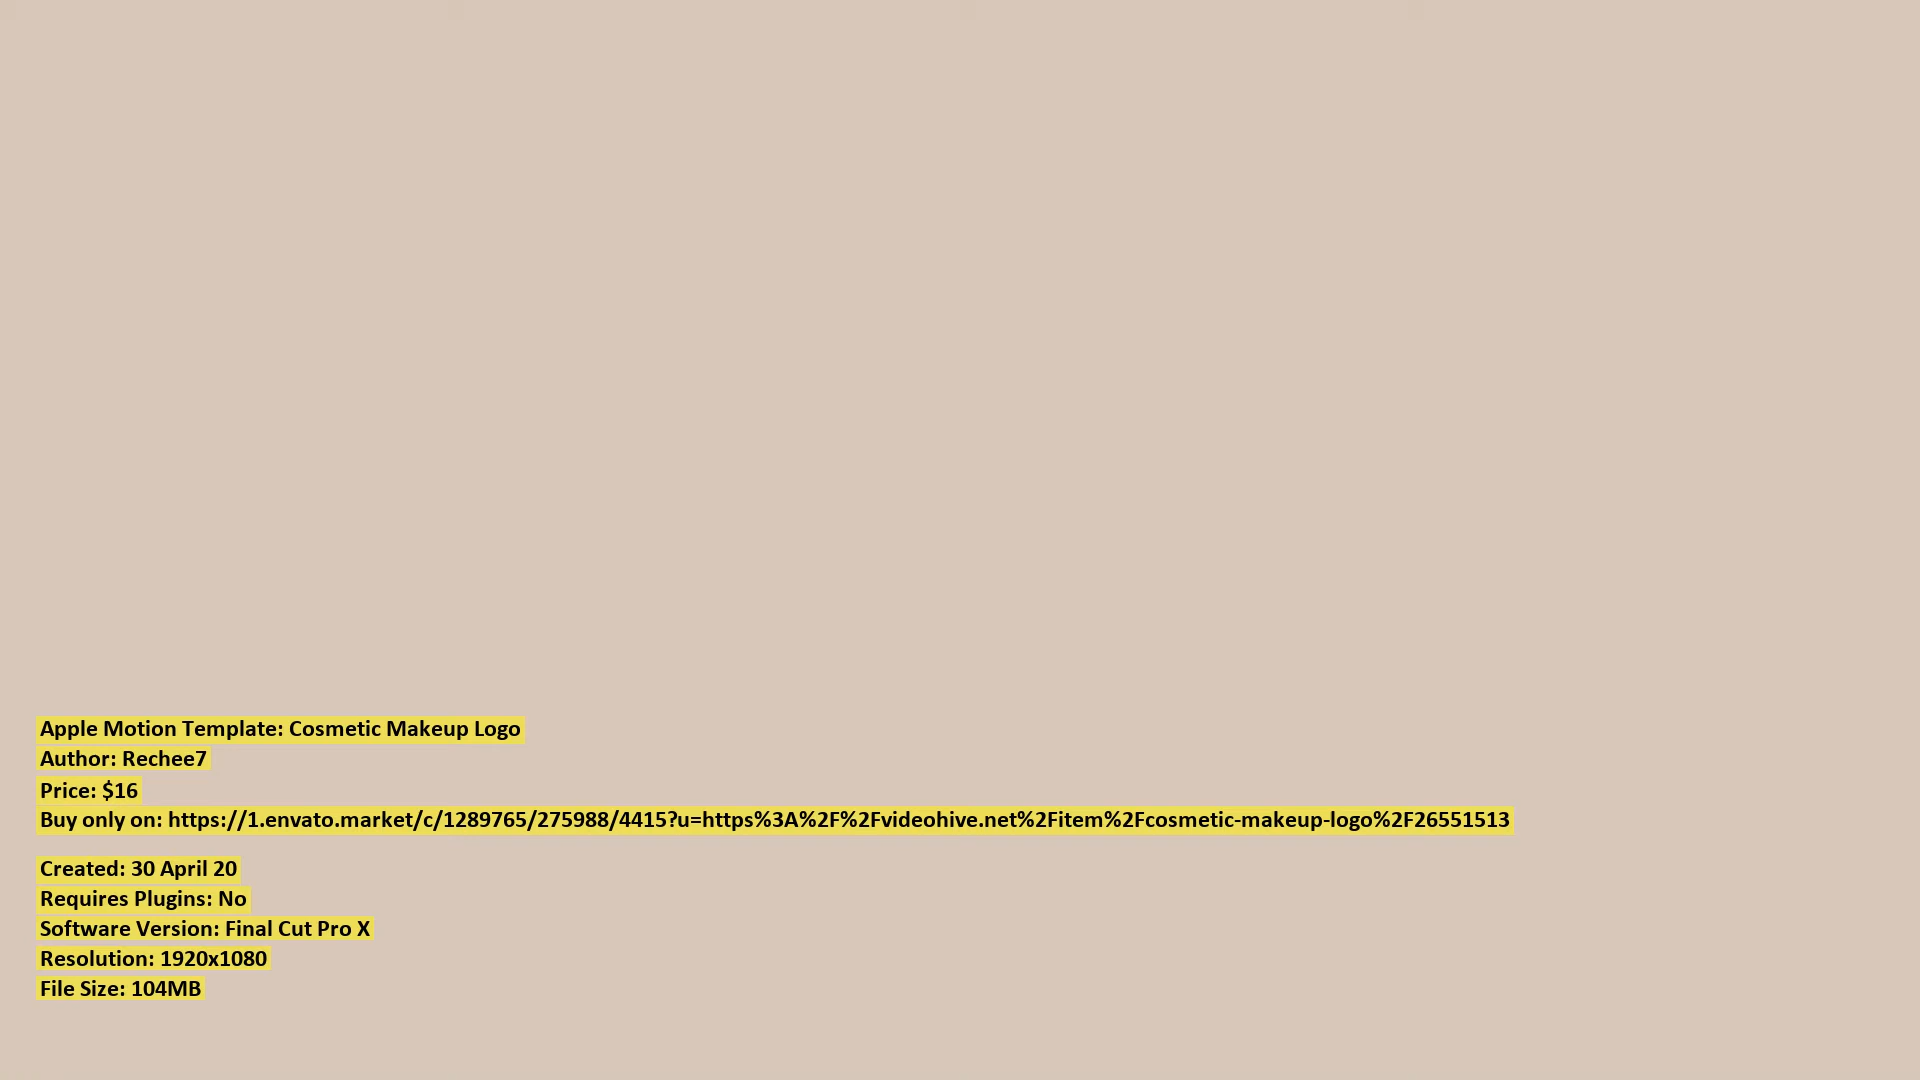 Apple Motion Template: Cosmetic Makeup Logo
Author: Rechee7
Price: $16
Buy only on: https://1.envato.market/c/1289765/275988/4415?u=https%3A%2F%2Fvideohive.net%2Fitem%2Fcosmetic-makeup-logo%2F26551513
Created: 30 April 20
Requires Plugins: No
Software Version: Final Cut Pro X
Resolution: 1920x1080
File Size: 104MB